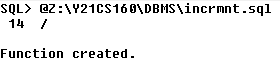 SQL> @Z:\Y21CS160\DBMS\incrmnt.sql
14 /
Function created.